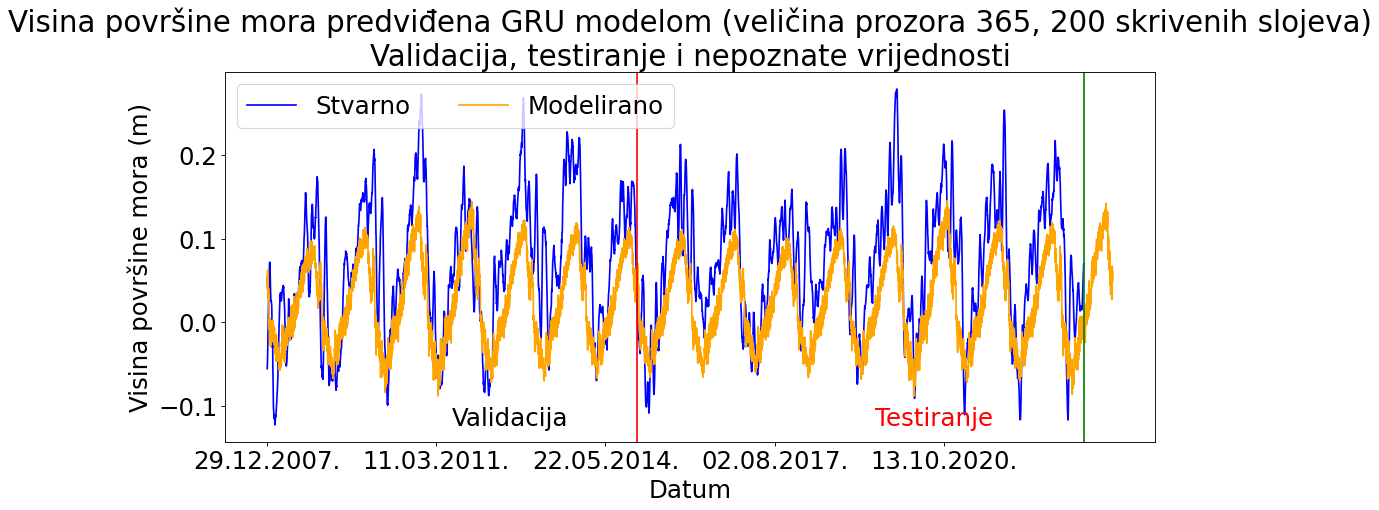 Visina površine mora predviđena GRU modelom (veličina prozora 365, 200 skrivenih slojeva)
Validacija, testiranje i nepoznate vrijednosti
Stvarno
Modelirano
Visina površine mora (m)
0.2
0.1
0.0
−0.1
Validacija
Testiranje
29.12.2007.
11.03.2011.
22.05.2014.
02.08.2017.
13.10.2020.
Datum